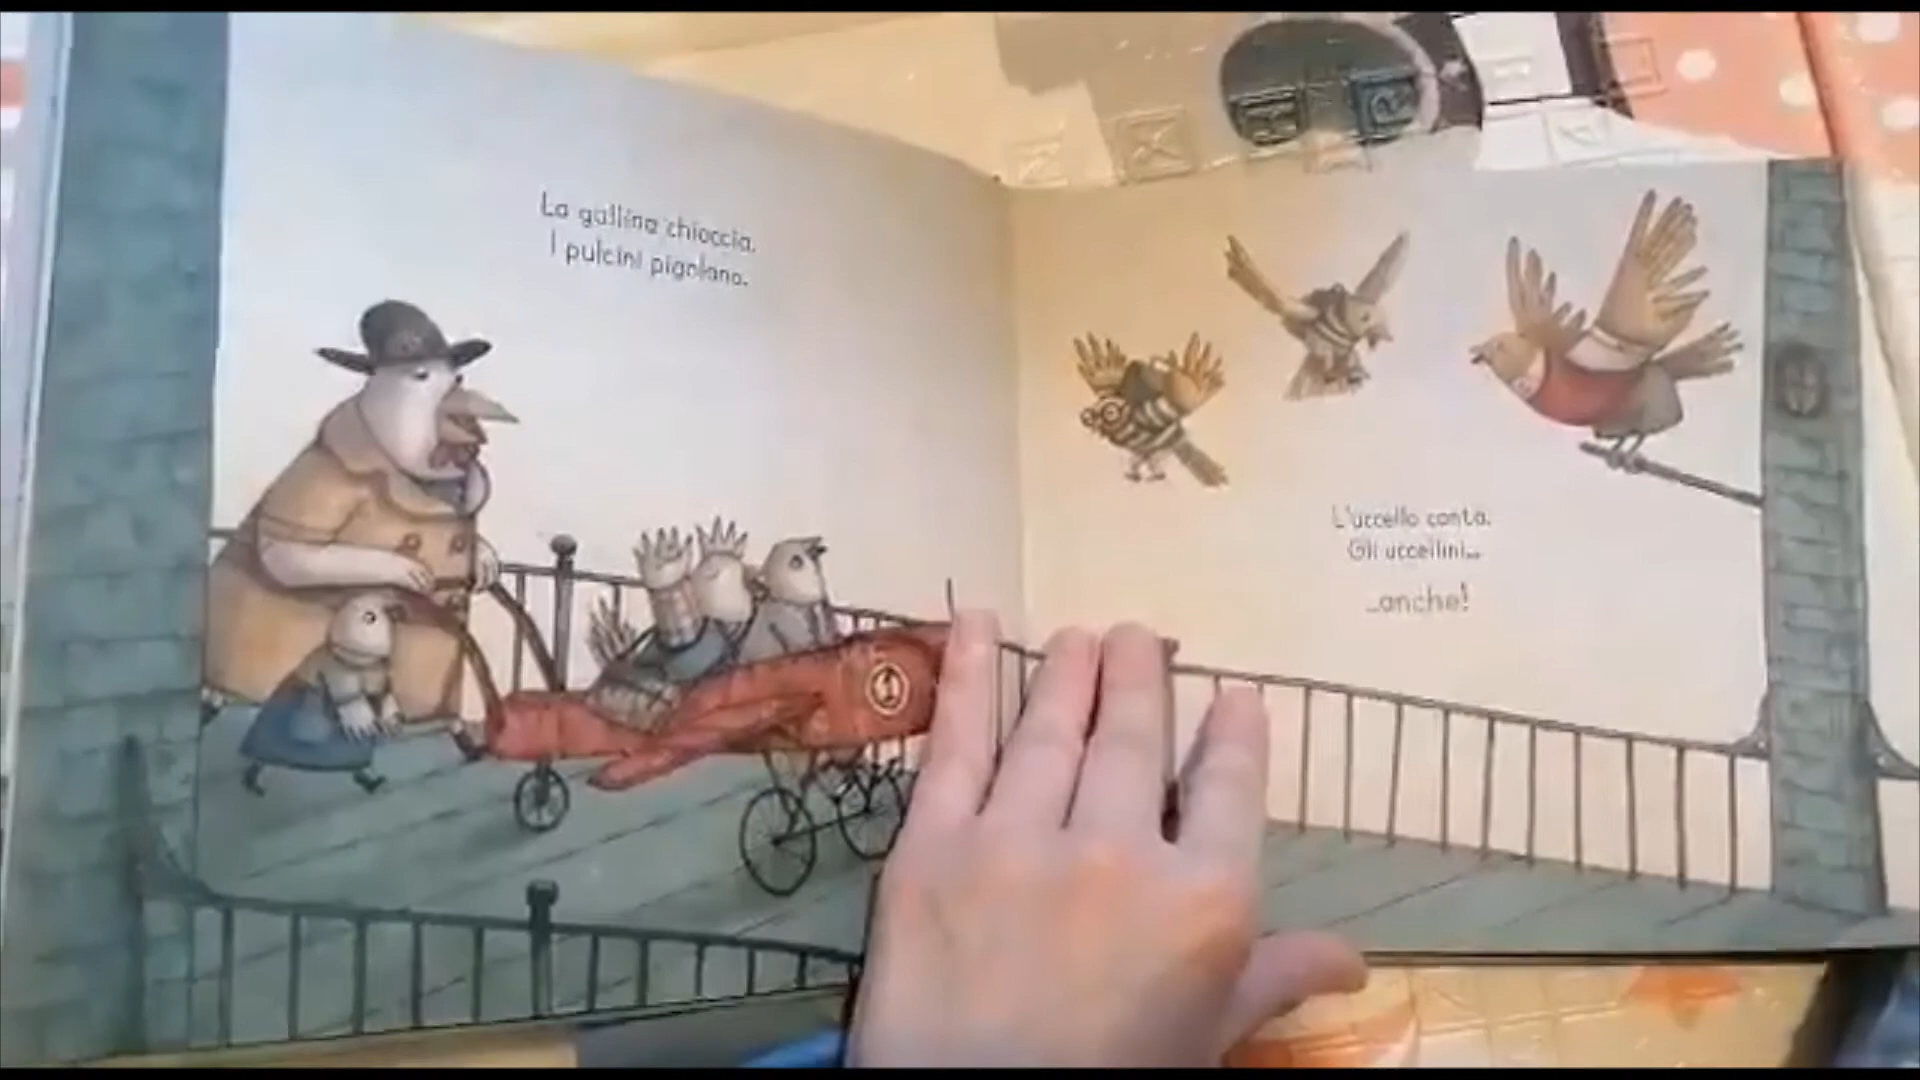 La gallina chioccia.
I pulcini pigolano.
L'uccello canta.
Gli uccellini...
...anche!